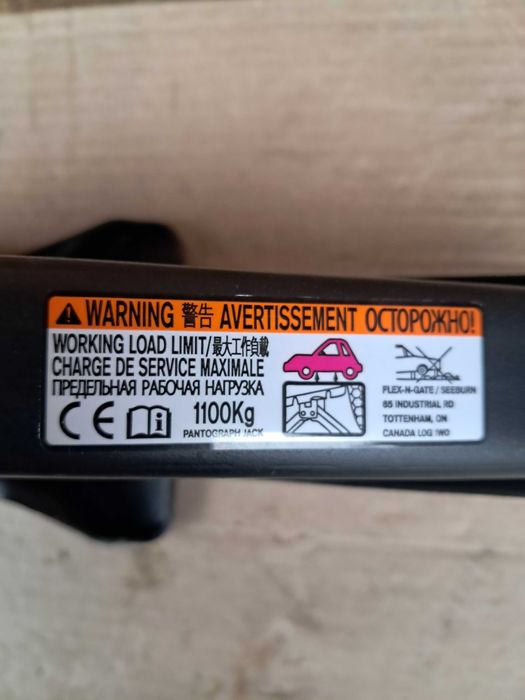 WARNING 警告 AVERTISSEMENT ОСТОРОЖНО!
WORKING LOAD LIMIT/最大工作負載
CHARGE DE SERVICE MAXIMALE
ПРЕДЕЛЬНАЯ РАБОЧАЯ НАГРУЗКА
CE 1100Kg
PANTOGRAPH JACK
FLEX-N-GATE / SEEBURN
65 INDUSTRIAL RD
TOTTENHAM, ON
CANADA L0G 1W0